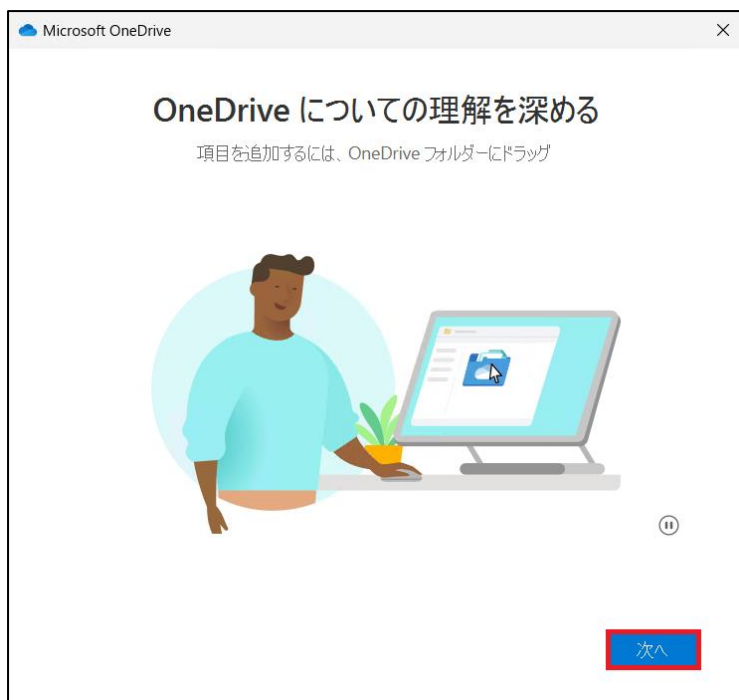 Microsoft OneDrive
OneDrive についての理解を深める
項目を追加するには、OneDrive フォルダーにドラッグ
次へ